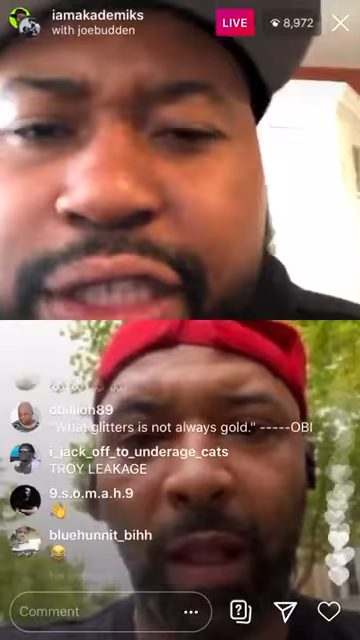 iamakademiks
with joebudden
LIVE
8,972
obillion89
"What glitters is not always gold." -----OBI
i_jack_off_to_underage_cats
TROY LEAKAGE
9.s.o.m.a.h.9
👋
bluehunnit_bihh
😂
Comment